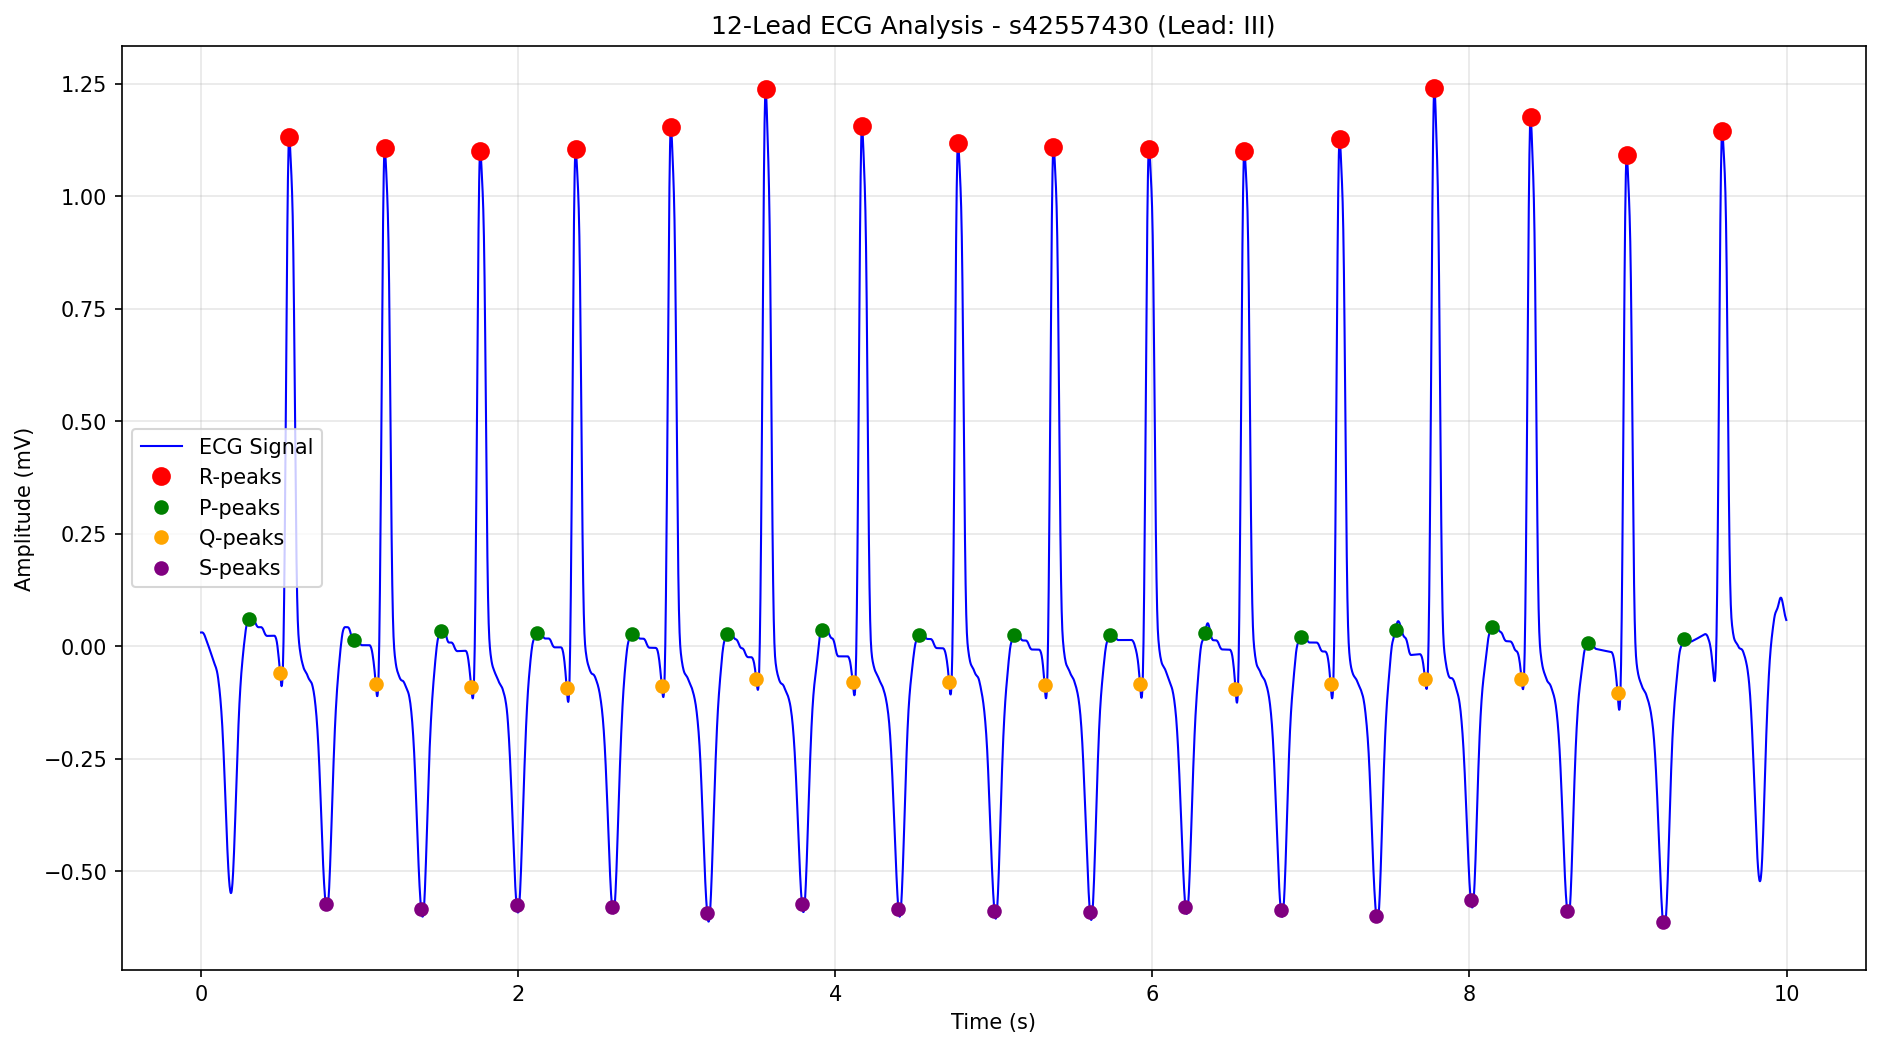 12-Lead ECG Analysis - s42557430 (Lead: III)
Amplitude (mV)
1.25
1.00
0.75
0.50
0.25
0.00
−0.25
−0.50
ECG Signal
R-peaks
P-peaks
Q-peaks
S-peaks
0 2 4 6 8 10
Time (s)